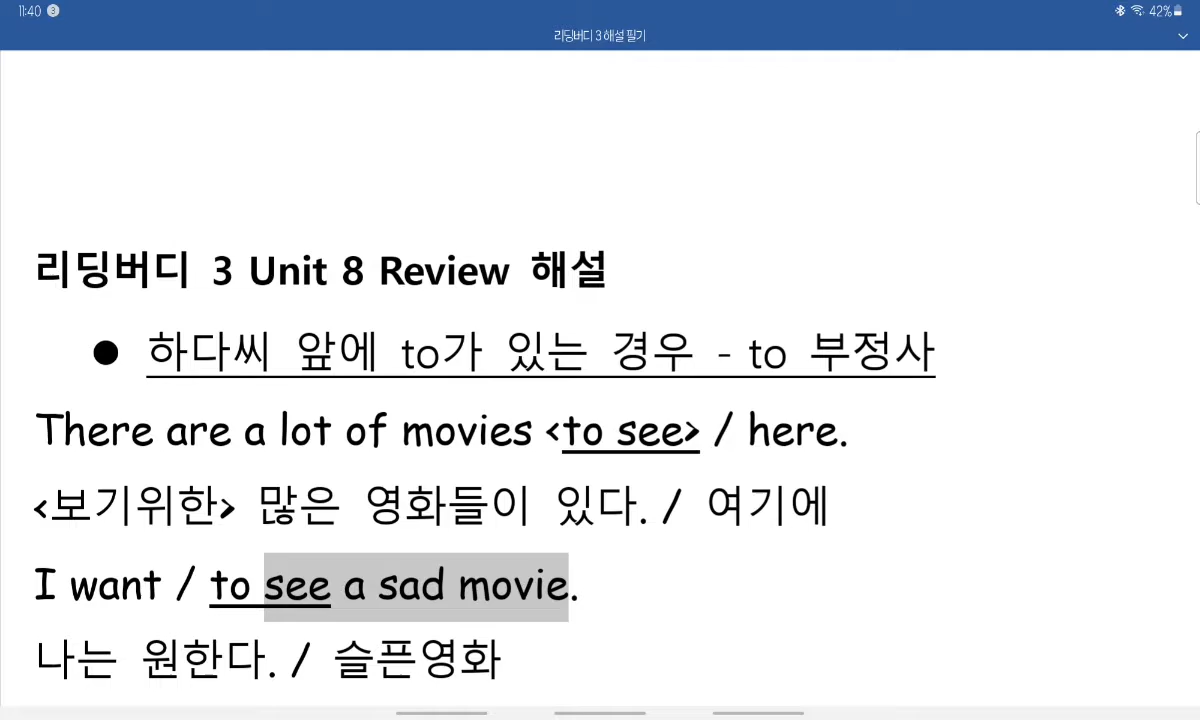 11:40 3 42%
리딩버디 3 해설 필기
리딩버디 3 Unit 8 Review 해설
● 하다씨 앞에 to가 있는 경우 - to 부정사
There are a lot of movies <to see> / here.
<보기위한> 많은 영화들이 있다. / 여기에
I want / to see a sad movie.
나는 원한다. / 슬픈영화